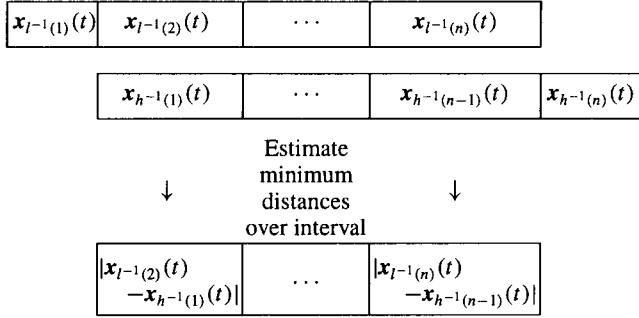 x_{l^{-1}(1)}(t) x_{l^{-1}(2)}(t) ··· x_{l^{-1}(n)}(t)
x_{h^{-1}(1)}(t) ··· x_{h^{-1}(n-1)}(t) x_{h^{-1}(n)}(t)
Estimate
minimum
↓ distances ↓
over interval
|x_{l^{-1}(2)}(t) ··· |x_{l^{-1}(n)}(t)
−x_{h^{-1}(1)}(t)| −x_{h^{-1}(n-1)}(t)|